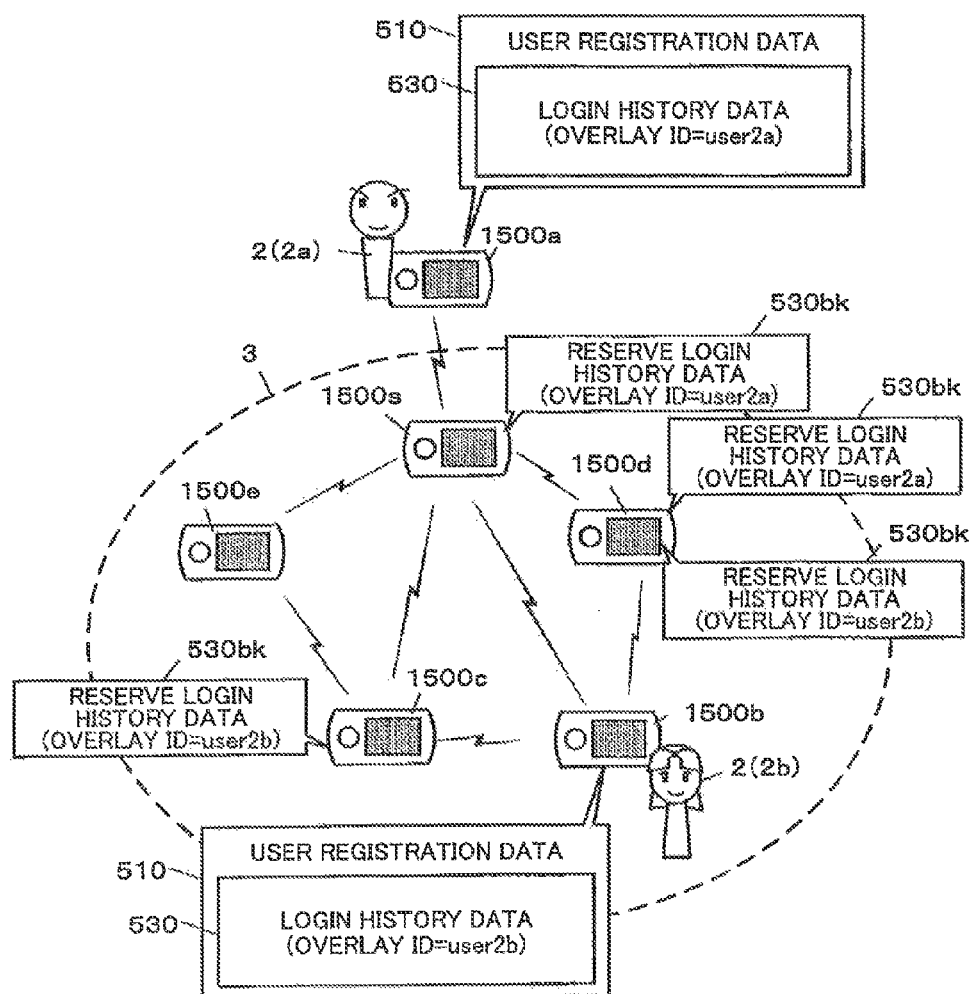 510
USER REGISTRATION DATA
530
LOGIN HISTORY DATA
(OVERLAY ID=user2a)
2(2a)
1500a
530bk
3
RESERVE LOGIN
HISTORY DATA
(OVERLAY ID=user2a)
1500s
530bk
RESERVE LOGIN
HISTORY DATA
(OVERLAY ID=user2a)
1500d
1500e
530bk
RESERVE LOGIN
HISTORY DATA
(OVERLAY ID=user2b)
530bk
RESERVE LOGIN
HISTORY DATA
(OVERLAY ID=user2b)
1500c
1500b
2(2b)
USER REGISTRATION DATA
510
530
LOGIN HISTORY DATA
(OVERLAY ID=user2b)